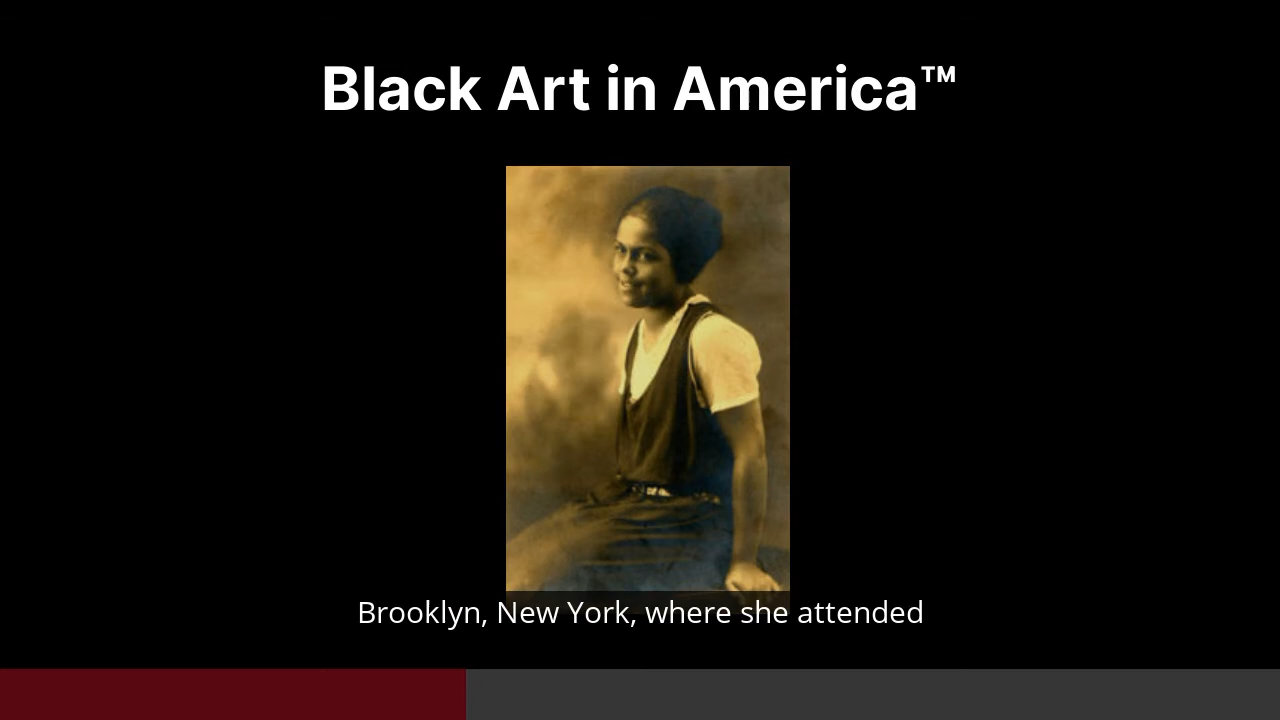 Black Art in America™
Brooklyn, New York, where she attended